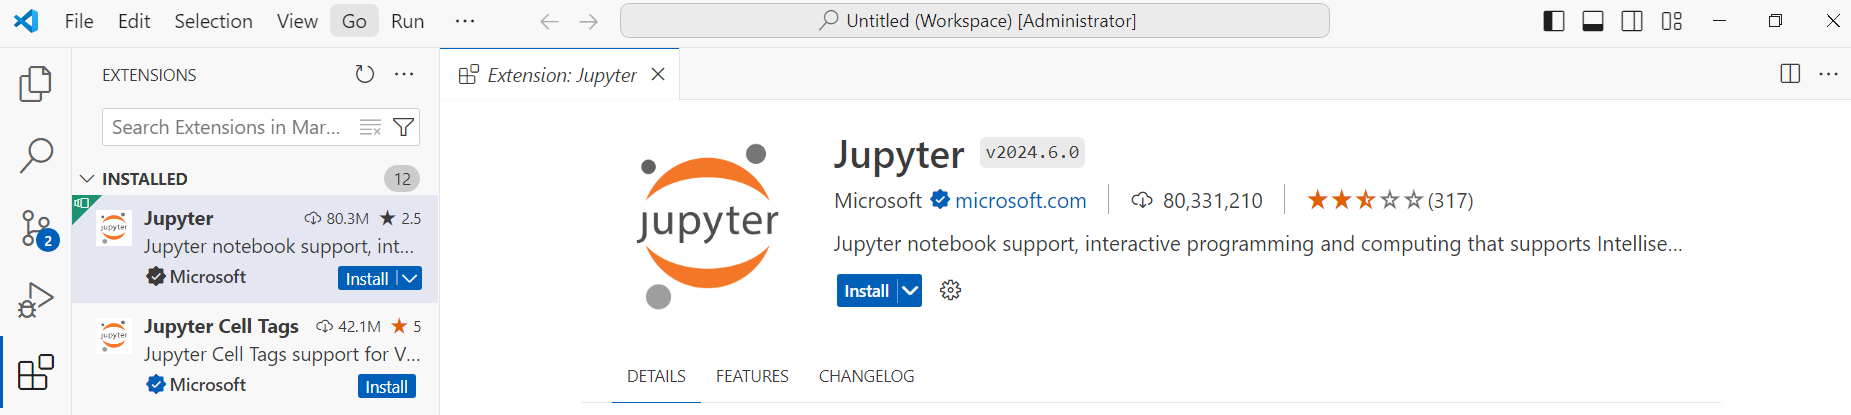 File Edit Selection View Go Run ··· Untitled (Workspace) [Administrator]
EXTENSIONS ···
Extension: Jupyter
Search Extensions in Mar...
INSTALLED 12
Jupyter 80.3M ★ 2.5
Jupyter notebook support, int...
Microsoft Install
2
Jupyter Cell Tags 42.1M ★ 5
Jupyter Cell Tags support for V...
Microsoft Install
jupyter
jupyter
jupyter
Jupyter v2024.6.0
Microsoft microsoft.com 80,331,210 (317)
Jupyter notebook support, interactive programming and computing that supports Intellise...
Install
DETAILS FEATURES CHANGELOG